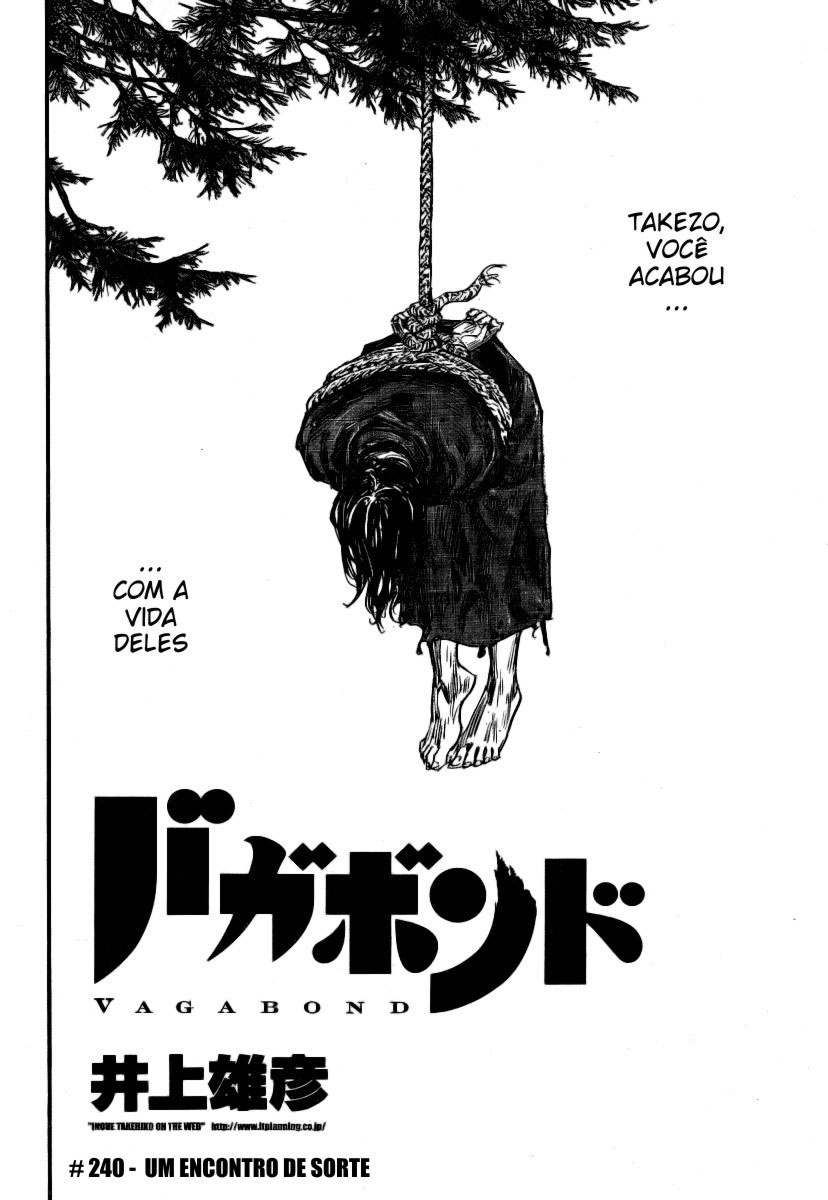 TAKEZO,
VOCÊ
ACABOU
...
...
COM A
VIDA
DELES
バガボンド
VAGABOND
井上雄彦
"INOUE TAKEHIKO ON THE WEB" http://www.itplanning.co.jp/
# 240 - UM ENCONTRO DE SORTE